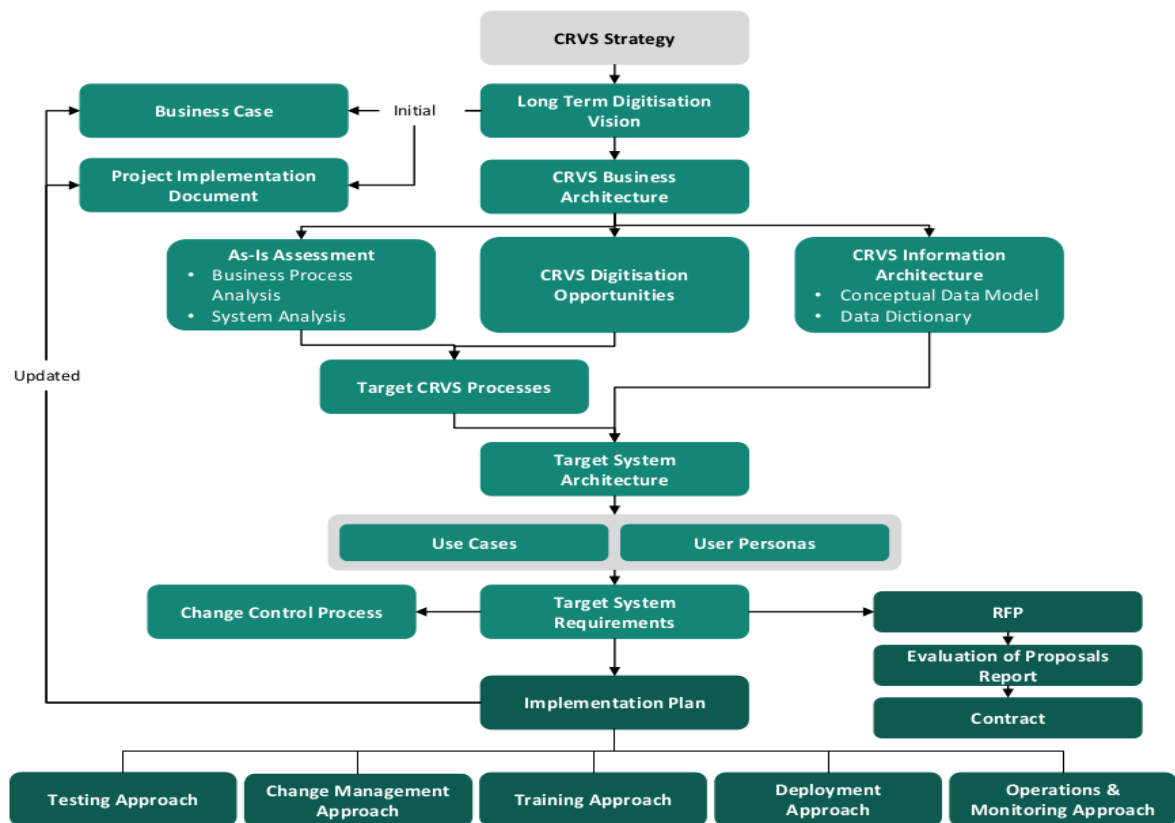 CRVS Strategy
Long Term Digitisation
Vision
Business Case
Initial
Project Implementation
Document
CRVS Business
Architecture
As-Is Assessment
• Business Process
Analysis
• System Analysis
CRVS Digitisation
Opportunities
CRVS Information
Architecture
• Conceptual Data Model
• Data Dictionary
Updated
Target CRVS Processes
Target System
Architecture
Use Cases
User Personas
Change Control Process
Target System
Requirements
RFP
Evaluation of Proposals
Report
Implementation Plan
Contract
Testing Approach
Change Management
Approach
Training Approach
Deployment
Approach
Operations &
Monitoring Approach